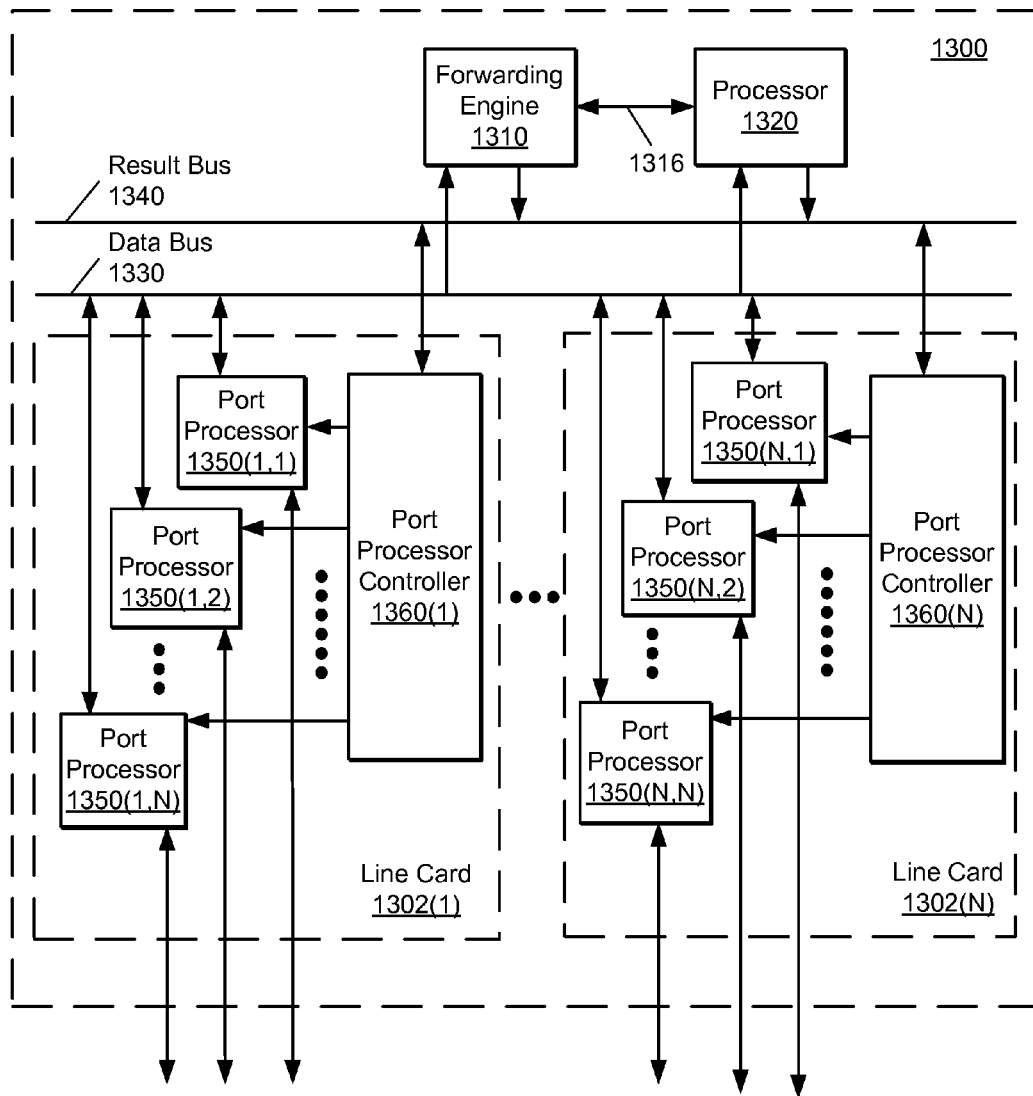 1300
Forwarding
Engine
1310
Processor
1320
1316
Result Bus
1340
Data Bus
1330
Port
Processor
1350(1,1)
Port
Processor
1350(1,2)
Port
Processor
1350(1,N)
Port
Processor
Controller
1360(1)
Line Card
1302(1)
Port
Processor
1350(N,1)
Port
Processor
1350(N,2)
Port
Processor
1350(N,N)
Port
Processor
Controller
1360(N)
Line Card
1302(N)